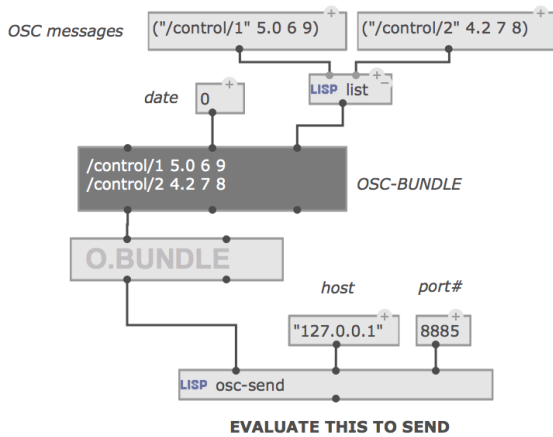 OSC messages
("/control/1" 5.0 6 9)
("/control/2" 4.2 7 8)
LISP list
date
0
/control/1 5.0 6 9
/control/2 4.2 7 8
OSC-BUNDLE
O.BUNDLE
host
port#
"127.0.0.1"
8885
LISP osc-send
EVALUATE THIS TO SEND